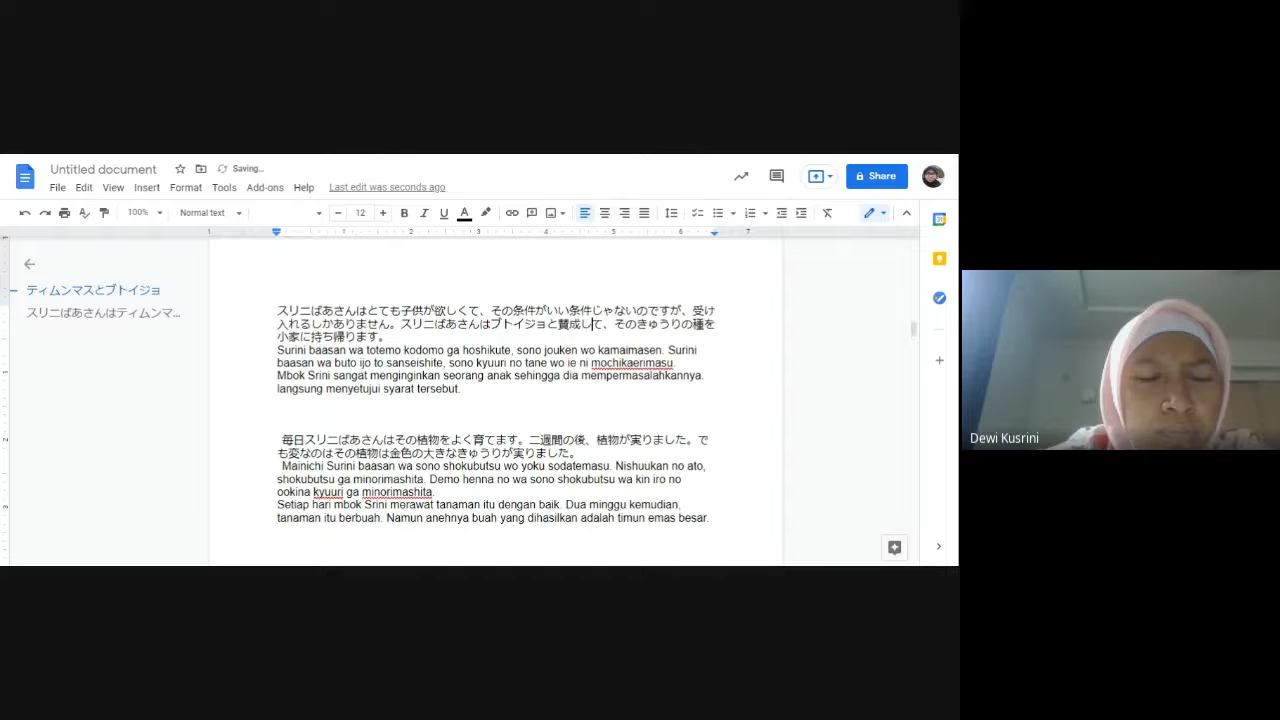 Untitled document
Saving…
File Edit View Insert Format Tools Add-ons Help Last edit was seconds ago
Share
100% Normal text 12
1 1 2 3 4 5 6 7
ティムンマスとブトイジョ
スリニばあさんはティムンマ...
スリニばあさんはとても子供が欲しくて、その条件がいい条件じゃないのですが、受け
入れるしかありません。スリニばあさんはブトイジョと賛成して、そのきゅうりの種を
小家に持ち帰ります。
Surini baasan wa totemo kodomo ga hoshikute, sono jouken wo kamaimasen. Surini
baasan wa buto ijo to sanseishite, sono kyuuri no tane wo ie ni mochikaerimasu.
Mbok Srini sangat menginginkan seorang anak sehingga dia mempermasalahkannya.
langsung menyetujui syarat tersebut.
毎日スリニばあさんはその植物をよく育てます。二週間の後、植物が実りました。で
も変なのはその植物は金色の大きなきゅうりが実りました。
Mainichi Surini baasan wa sono shokubutsu wo yoku sodatemasu. Nishuukan no ato,
shokubutsu ga minorimashita. Demo henna no wa sono shokubutsu wa kin iro no
ookina kyuuri ga minorimashita.
Setiap hari mbok Srini merawat tanaman itu dengan baik. Dua minggu kemudian,
tanaman itu berbuah. Namun anehnya buah yang dihasilkan adalah timun emas besar.
Dewi Kusrini